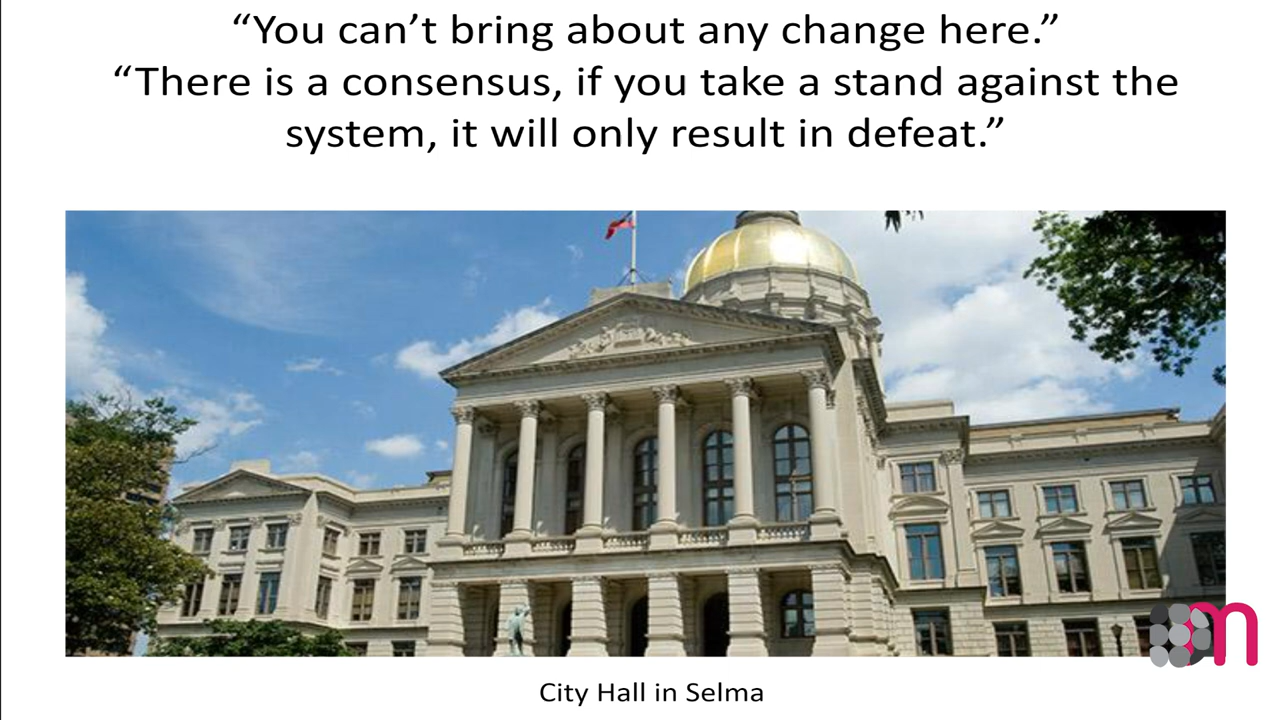 “You can’t bring about any change here.”
“There is a consensus, if you take a stand against the
system, it will only result in defeat.”
City Hall in Selma
m